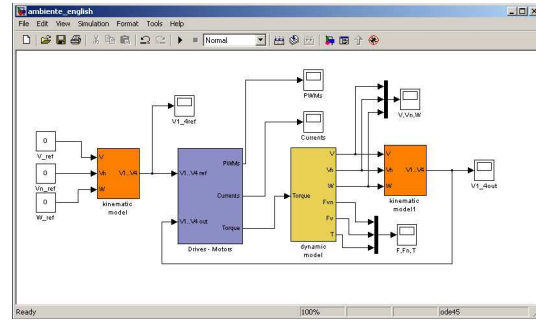 ambiente_english
File Edit View Simulation Format Tools Help
Normal
PWMs
V1_4ref
Currents
V,Vn,W
0
V_ref
0
Vn_ref
0
W_ref
V
Vn
W
V1..V4
kinematic
model
V1..V4 ref
V1..V4 out
PWMs
Currents
Torque
Drives - Motors
Torque
V
Vn
W
Fvn
Fv
T
dynamic
model
V
Vn
W
V1..V4
kinematic
model1
V1_4out
F,Fn,T
Ready
100%
ode45